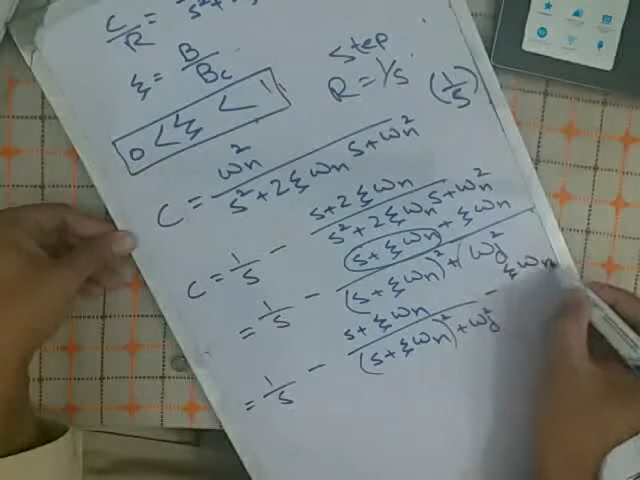 C/R = / s²+
ξ = B/Bc
0 < ξ < 1
Step
R = 1/s (1/s)
C = ωn² / s² + 2ξωn s + ωn²
C = 1/s − s + 2ξωn / s² + 2ξωn s + ωn²
= 1/s − (s + ξωn) + ξωn / (s + ξωn)² + ωd²
= 1/s − s + ξωn / (s + ξωn)² + ωd² − ξωn